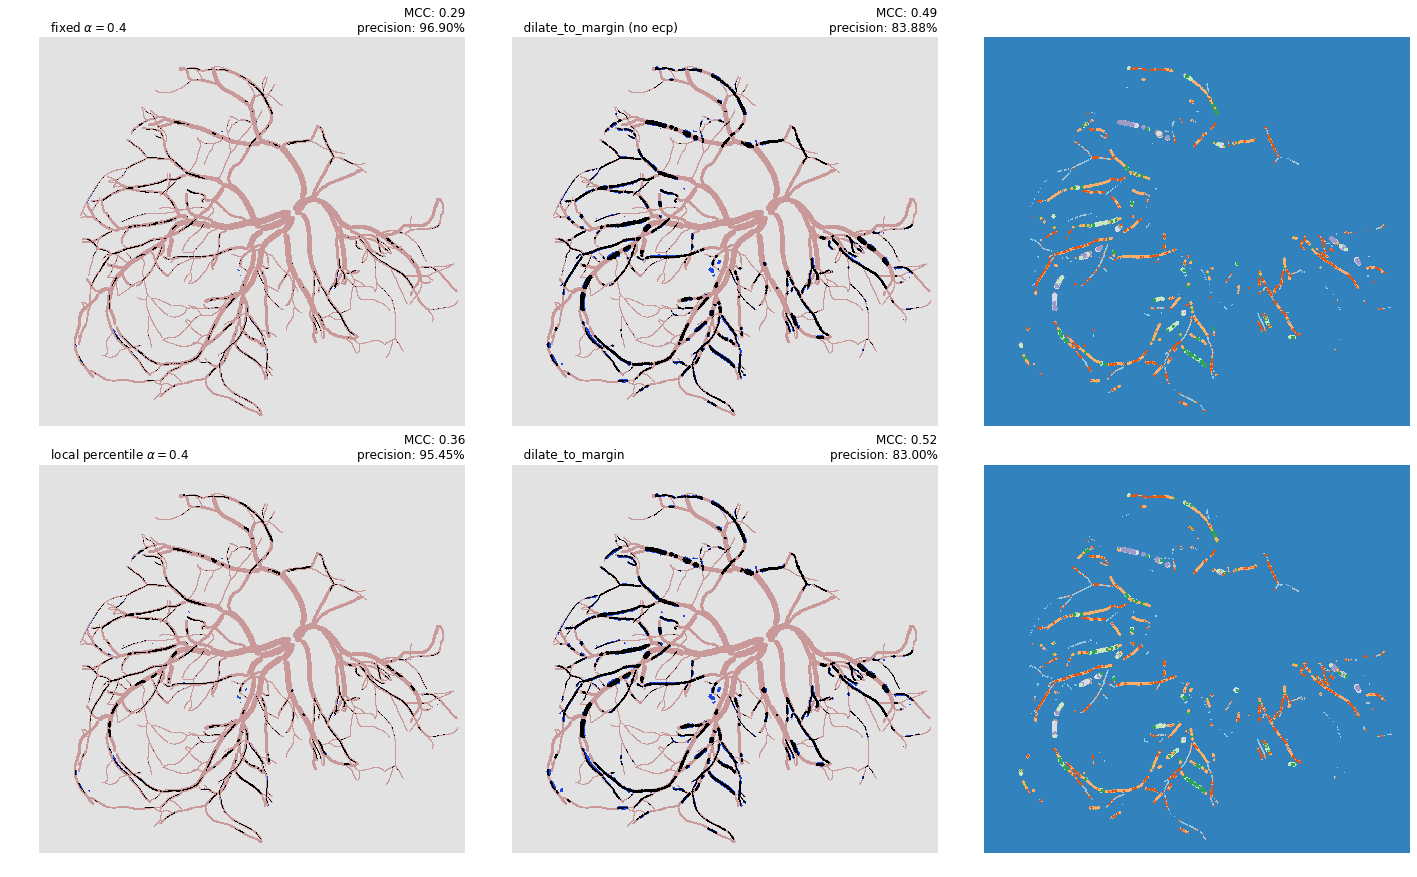 MCC: 0.29
fixed α = 0.4 precision: 96.90%
MCC: 0.49
dilate_to_margin (no ecp) precision: 83.88%
MCC: 0.36
local percentile α = 0.4 precision: 95.45%
MCC: 0.52
dilate_to_margin precision: 83.00%